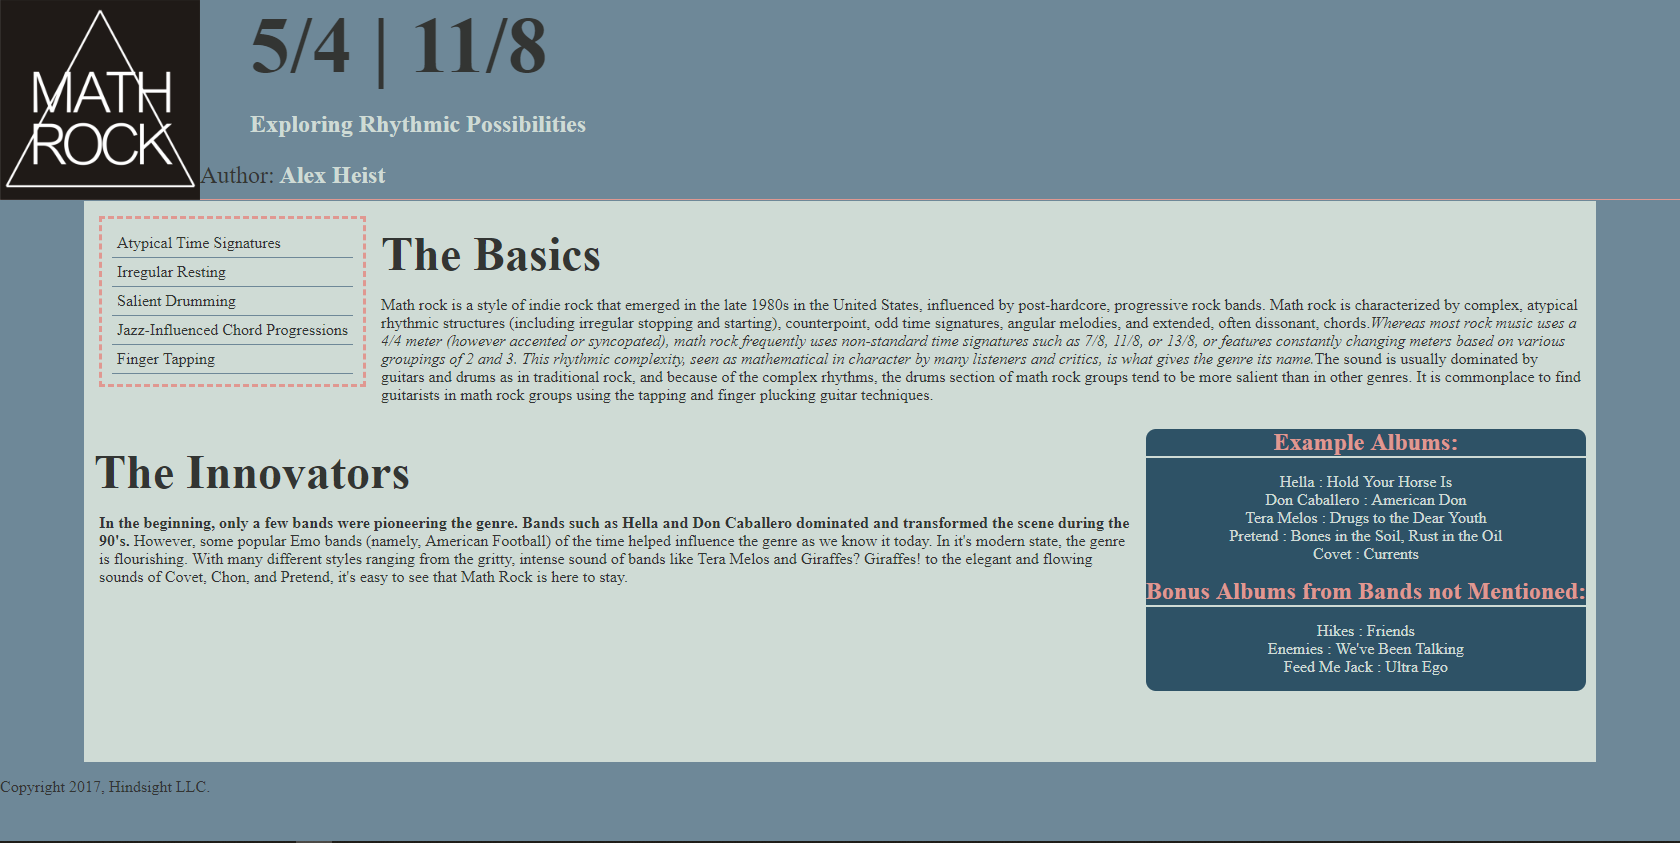 MATH
ROCK
5/4 | 11/8
Exploring Rhythmic Possibilities
Author: Alex Heist
Atypical Time Signatures
Irregular Resting
Salient Drumming
Jazz-Influenced Chord Progressions
Finger Tapping
The Basics
Math rock is a style of indie rock that emerged in the late 1980s in the United States, influenced by post-hardcore, progressive rock bands. Math rock is characterized by complex, atypical
rhythmic structures (including irregular stopping and starting), counterpoint, odd time signatures, angular melodies, and extended, often dissonant, chords.Whereas most rock music uses a
4/4 meter (however accented or syncopated), math rock frequently uses non-standard time signatures such as 7/8, 11/8, or 13/8, or features constantly changing meters based on various
groupings of 2 and 3. This rhythmic complexity, seen as mathematical in character by many listeners and critics, is what gives the genre its name.The sound is usually dominated by
guitars and drums as in traditional rock, and because of the complex rhythms, the drums section of math rock groups tend to be more salient than in other genres. It is commonplace to find
guitarists in math rock groups using the tapping and finger plucking guitar techniques.
The Innovators
In the beginning, only a few bands were pioneering the genre. Bands such as Hella and Don Caballero dominated and transformed the scene during the
90's. However, some popular Emo bands (namely, American Football) of the time helped influence the genre as we know it today. In it's modern state, the genre
is flourishing. With many different styles ranging from the gritty, intense sound of bands like Tera Melos and Giraffes? Giraffes! to the elegant and flowing
sounds of Covet, Chon, and Pretend, it's easy to see that Math Rock is here to stay.
Example Albums:
Hella : Hold Your Horse Is
Don Caballero : American Don
Tera Melos : Drugs to the Dear Youth
Pretend : Bones in the Soil, Rust in the Oil
Covet : Currents
Bonus Albums from Bands not Mentioned:
Hikes : Friends
Enemies : We've Been Talking
Feed Me Jack : Ultra Ego
Copyright 2017, Hindsight LLC.